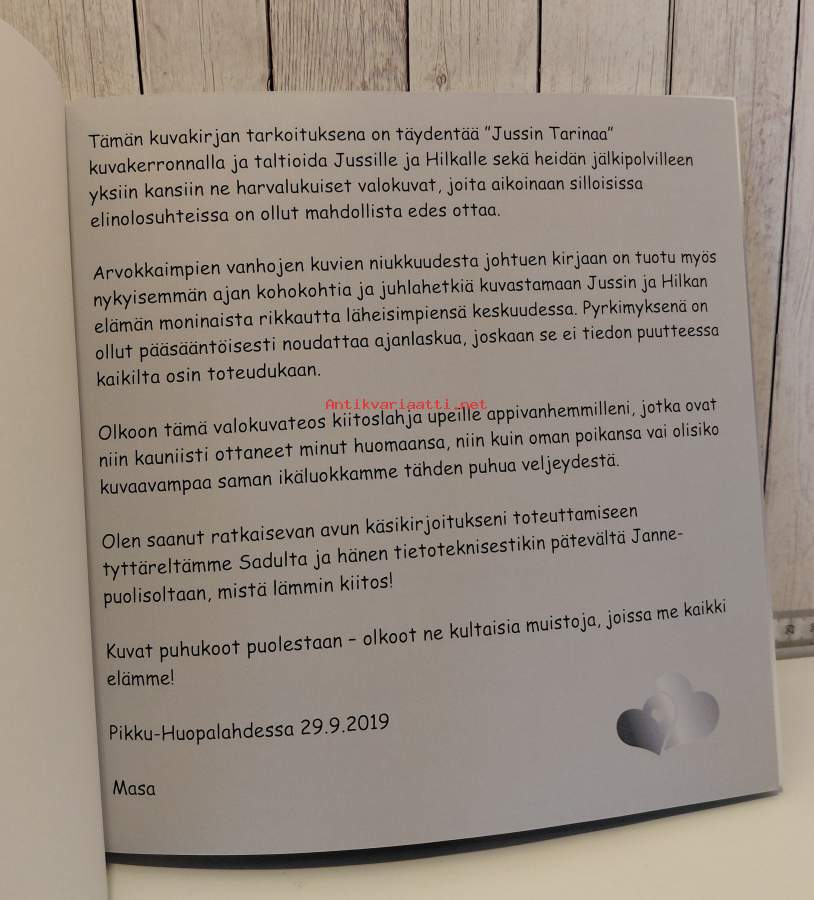 Tämän kuvakirjan tarkoituksena on täydentää "Jussin Tarinaa"
kuvakerronnalla ja taltioida Jussille ja Hilkalle sekä heidän jälkipolvilleen
yksiin kansiin ne harvalukuiset valokuvat, joita aikoinaan silloisissa
elinolosuhteissa on ollut mahdollista edes ottaa.
Arvokkaimpien vanhojen kuvien niukkuudesta johtuen kirjaan on tuotu myös
nykyisemmän ajan kohokohtia ja juhlahetkiä kuvastamaan Jussin ja Hilkan
elämän moninaista rikkautta läheisimpiensä keskuudessa. Pyrkimyksenä on
ollut pääsääntöisesti noudattaa ajanlaskua, joskaan se ei tiedon puutteessa
kaikilta osin toteudukaan.
Antikvariaatti.net
Olkoon tämä valokuvateos kiitoslahja upeille appivanhemmilleni, jotka ovat
niin kauniisti ottaneet minut huomaansa, niin kuin oman poikansa vai olisiko
kuvaavampaa saman ikäluokkamme tähden puhua veljeydestä.
Olen saanut ratkaisevan avun käsikirjoitukseni toteuttamiseen
tyttäreltämme Sadulta ja hänen tietoteknisestikin pätevältä Janne-
puolisoltaan, mistä lämmin kiitos!
Kuvat puhukoot puolestaan – olkoot ne kultaisia muistoja, joissa me kaikki
elämme!
Pikku-Huopalahdessa 29.9.2019
Masa